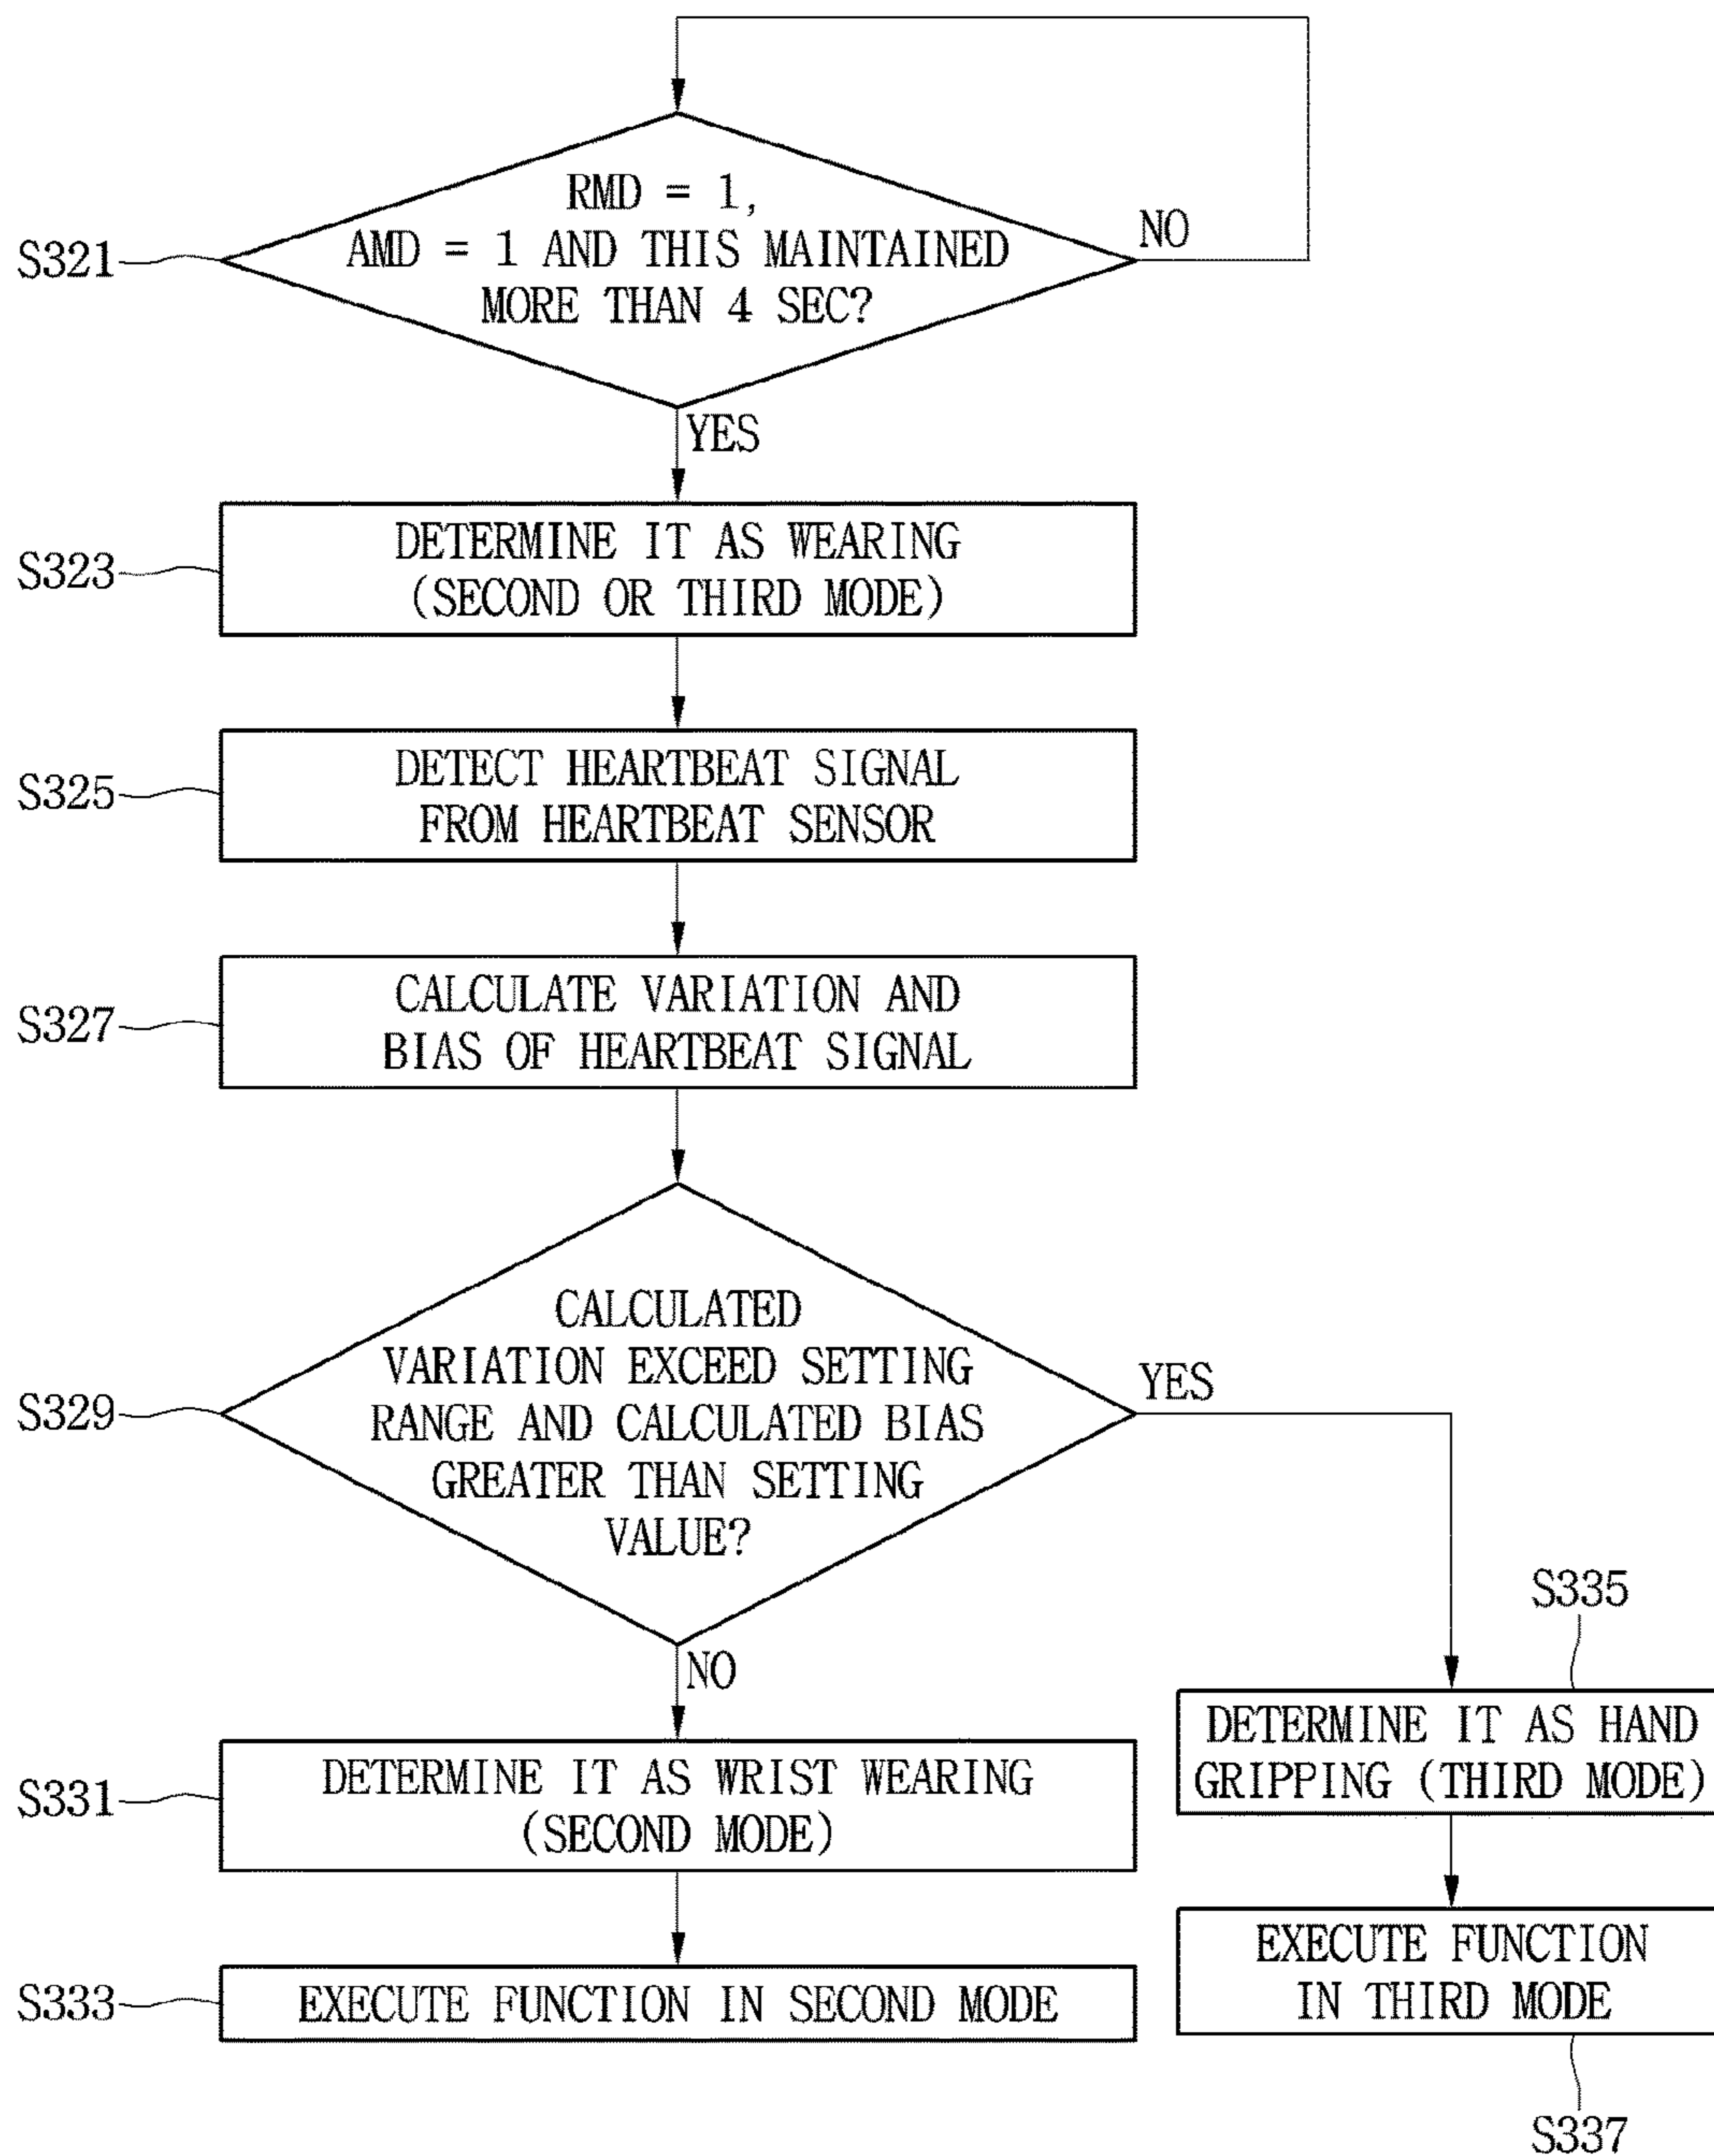 RMD = 1,
AMD = 1 AND THIS MAINTAINED
MORE THAN 4 SEC?
NO
S321
YES
DETERMINE IT AS WEARING
(SECOND OR THIRD MODE)
S323
DETECT HEARTBEAT SIGNAL
FROM HEARTBEAT SENSOR
S325
CALCULATE VARIATION AND
BIAS OF HEARTBEAT SIGNAL
S327
CALCULATED
VARIATION EXCEED SETTING
RANGE AND CALCULATED BIAS
GREATER THAN SETTING
VALUE?
YES
S329
NO
S335
DETERMINE IT AS HAND
GRIPPING (THIRD MODE)
DETERMINE IT AS WRIST WEARING
(SECOND MODE)
S331
EXECUTE FUNCTION
IN THIRD MODE
EXECUTE FUNCTION IN SECOND MODE
S333
S337